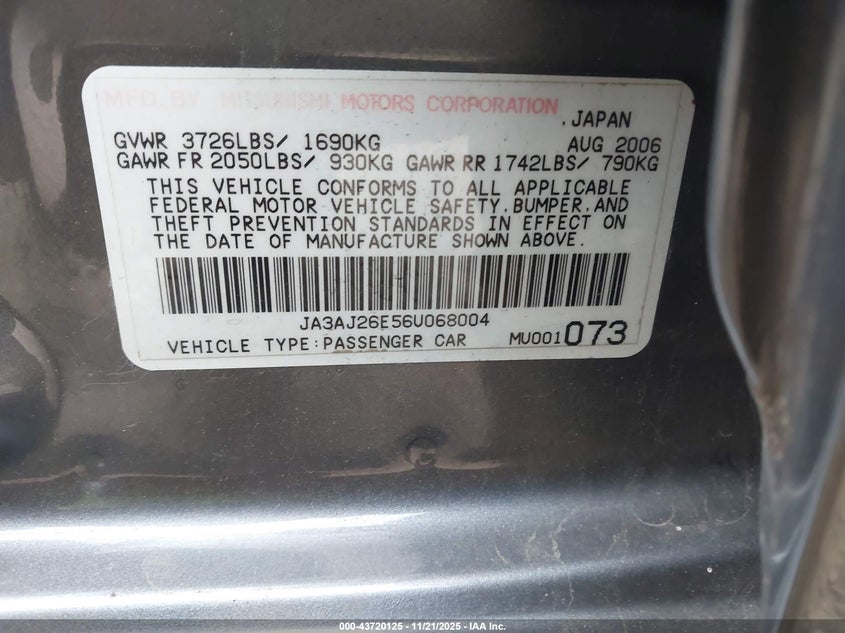 MFD BY MITSUBISHI MOTORS CORPORATION
,JAPAN
GVWR 3726LBS/ 1690KG AUG 2006
GAWR FR 2050LBS/ 930KG GAWR RR 1742LBS/ 790KG
THIS VEHICLE CONFORMS TO ALL APPLICABLE
FEDERAL MOTOR VEHICLE SAFETY,BUMPER,AND
THEFT PREVENTION STANDARDS IN EFFECT ON
THE DATE OF MANUFACTURE SHOWN ABOVE.
JA3AJ26E56U068004
VEHICLE TYPE:PASSENGER CAR MU001073
000-43720125 - 11/21/2025 - IAA Inc.